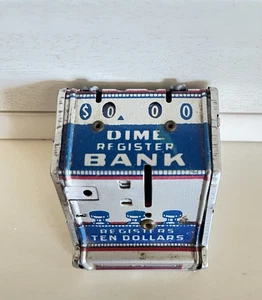 $ 0. 0 0
DIME
REGISTER
BANK
REGISTERS
TEN DOLLARS